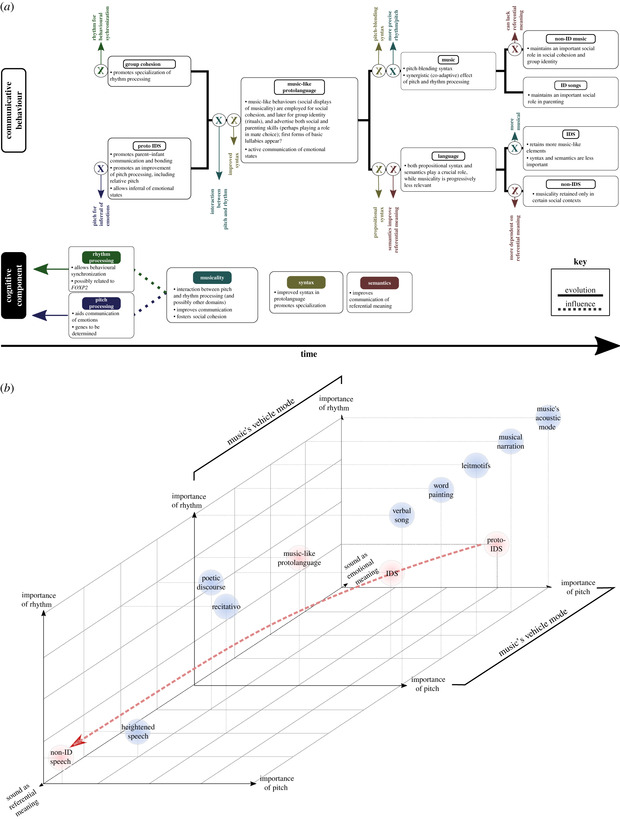 (a)
rhythm for
behavioural
sychronization
group cohesion
• promotes specialization of
rhythm processing
proto IDS
• promotes parent–infant
communication and bonding
• promotes an improvement
of pitch processing, including
relative pitch
• allows infernal of emotional
states
pitch for
infernal of
emotions
communicative
behaviour
interaction
between
pitch and rhythm
improved
syntax
music-like
protolanguage
• music-like behaviours (social displays
of musicality) are employed for social
cohesion, and later for group identity
(rituals), and advertise both social and
parenting skills (perhaps playing a role
in mate choice); first forms of basic
lullabies appear?
• active communication of emotional
states
pitch-blending
syntax
more precise
rhythm/pitch
music
• pitch-blending syntax
• synergistic (co-adaptive) effect
of pitch and rhythm processing
language
• both propositional syntax and
semantics play a crucial role,
while musicality is progressively
less relevant
propositional
syntax
semantics improve
referential meaning
can lack
referential
meaning
non-ID music
• maintains an important social
role in social cohesion and
group identity
ID songs
• maintains an important social
role in parenting
more
musical
IDS
• retains more music-like
elements
• syntax and semantics are less
important
non-IDS
• musicality retained only in
certain social contexts
more dependent on
referential meaning
cognitive
component
rhythm
processing
• allows behavioural
synchronization
• possibly related to
FOXP2
pitch
processing
• aids communication
of emotions
• genes to be
determined
musicality
• interaction between pitch
and rhythm processing (and
possibly other domains)
• improves communication
• fosters social cohesion
syntax
• improved syntax in
protolanguage
promotes specialization
semantics
• improves
communication of
referential meaning
key
evolution
influence
time
(b)
music's vehicle mode
importance
of rhythm
music's
acoustic
mode
musical
narration
leitmotifs
word
painting
verbal
song
proto-
IDS
importance
of rhythm
music-like
protolanguage
sound as
emotional
meaning
IDS
importance
of pitch
poetic
discourse
recitativo
importance
of rhythm
music's vehicle mode
importance
of pitch
heightened
speech
non-ID
speech
sound as
referential
meaning
importance
of pitch